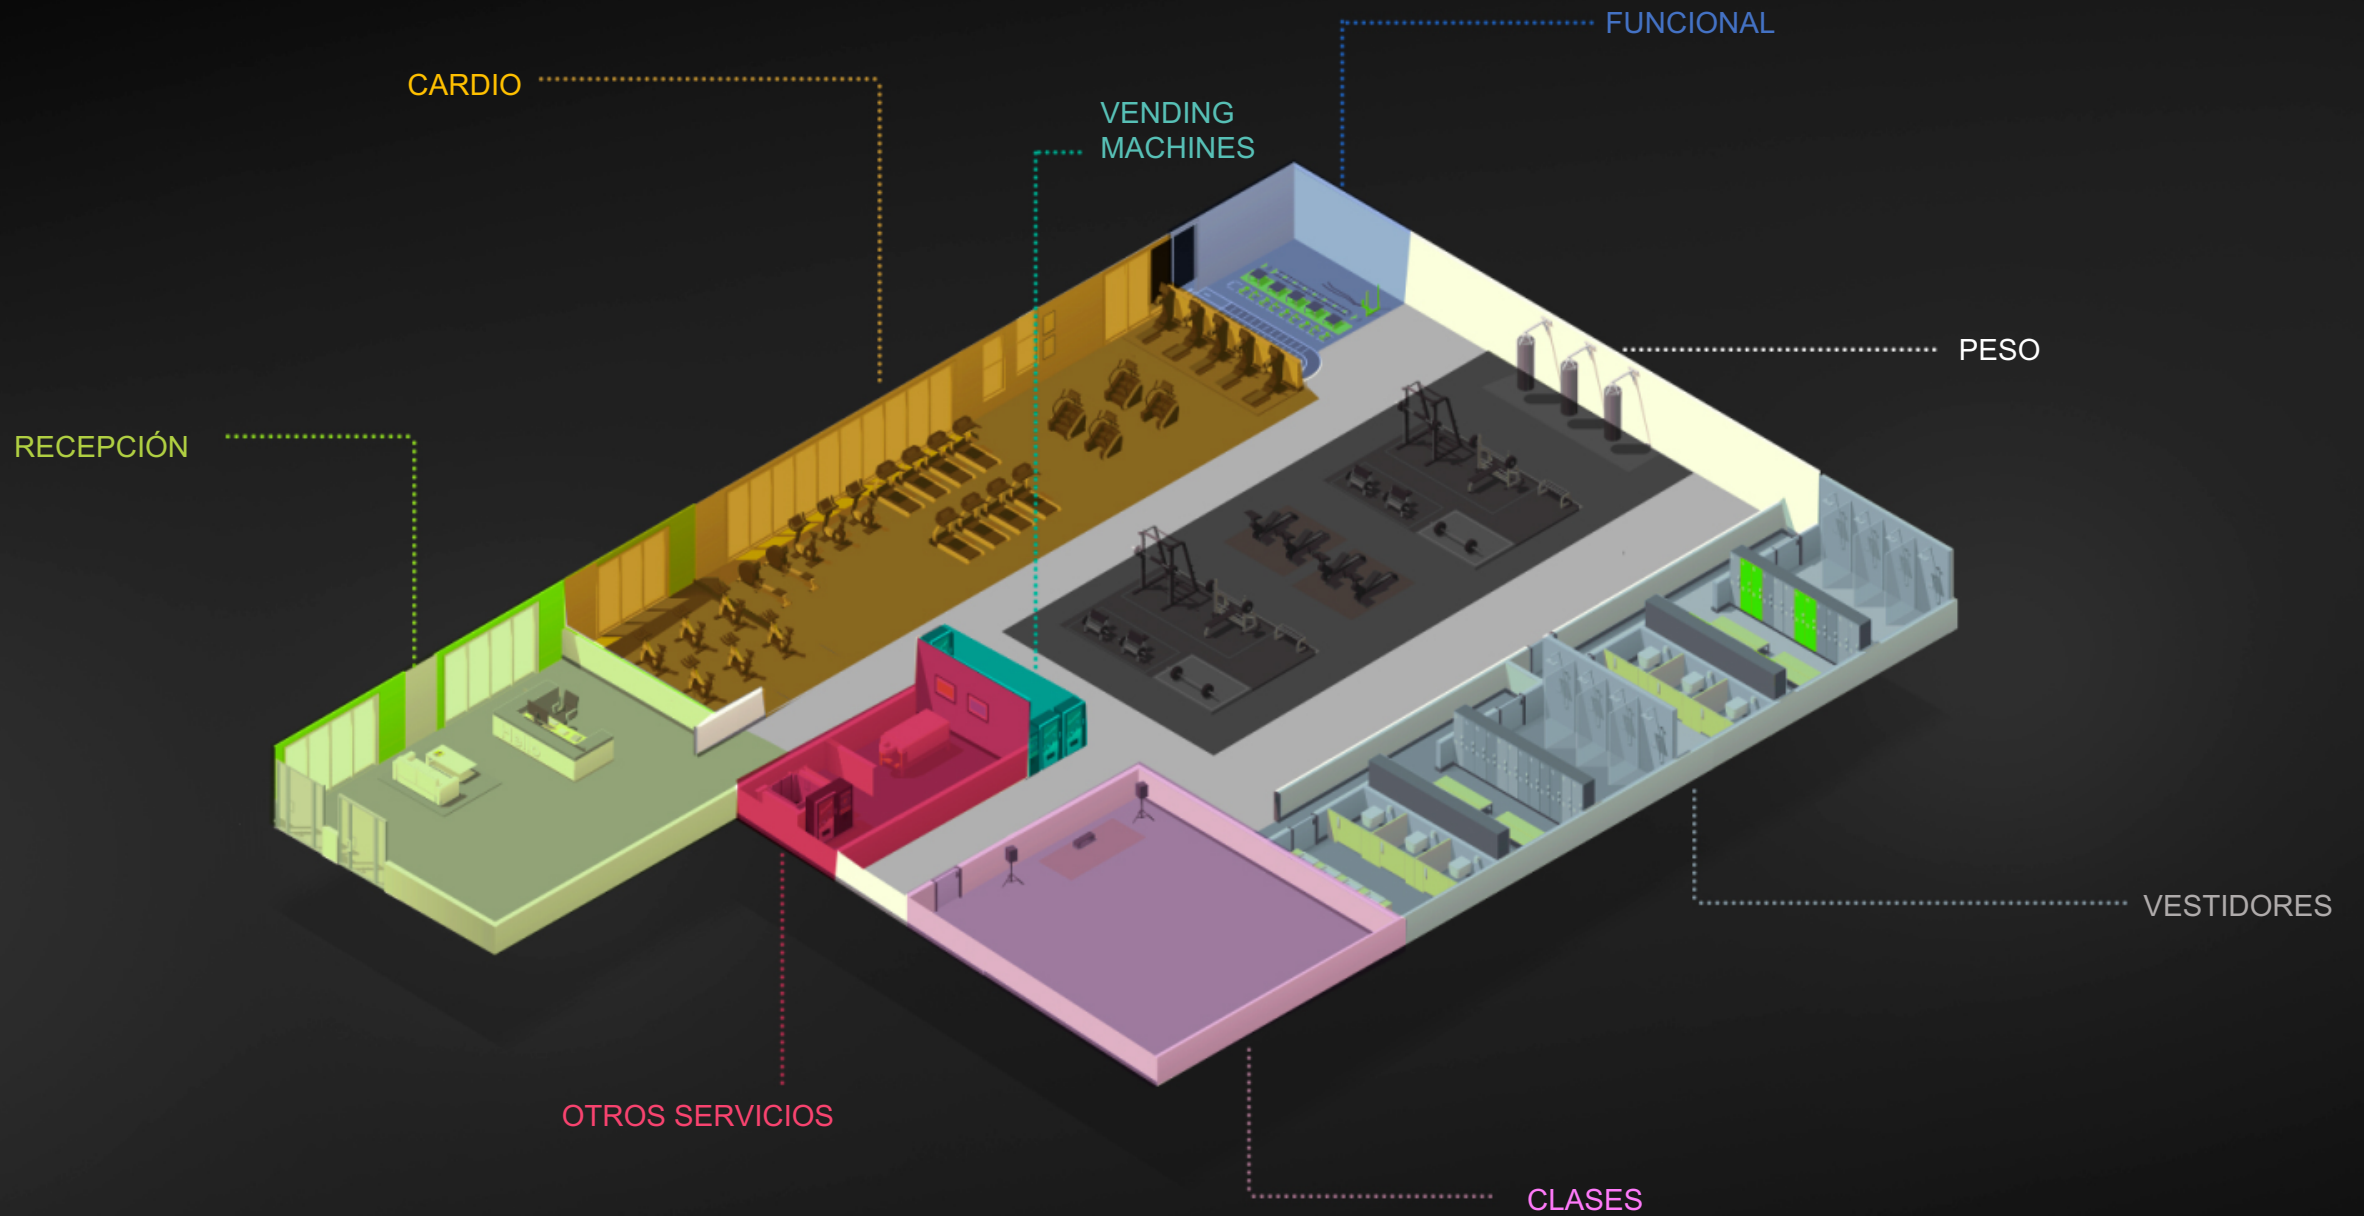 FUNCIONAL
CARDIO
VENDING
MACHINES
PESO
RECEPCIÓN
VESTIDORES
OTROS SERVICIOS
CLASES